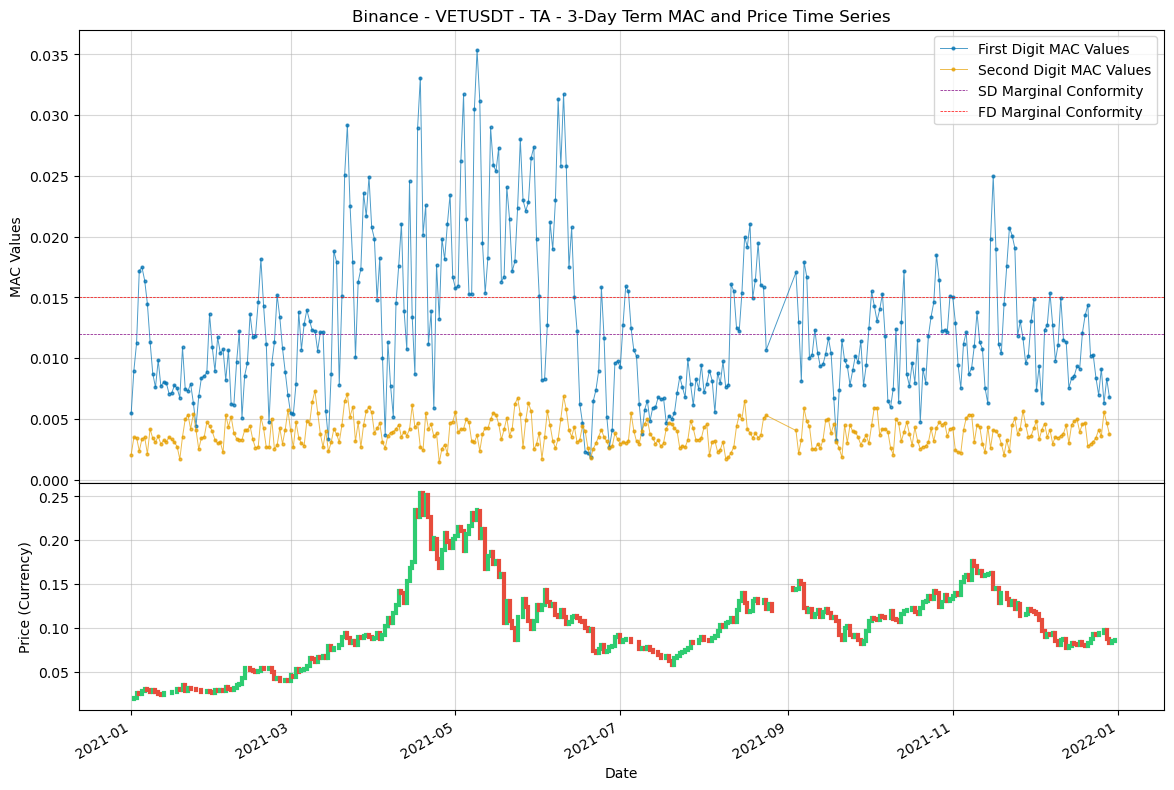 Binance - VETUSDT - TA - 3-Day Term MAC and Price Time Series
First Digit MAC Values
Second Digit MAC Values
SD Marginal Conformity
FD Marginal Conformity
MAC Values
0.035
0.030
0.025
0.020
0.015
0.010
0.005
0.000
Price (Currency)
0.25
0.20
0.15
0.10
0.05
2021-01
2021-03
2021-05
2021-07
2021-09
2021-11
2022-01
Date